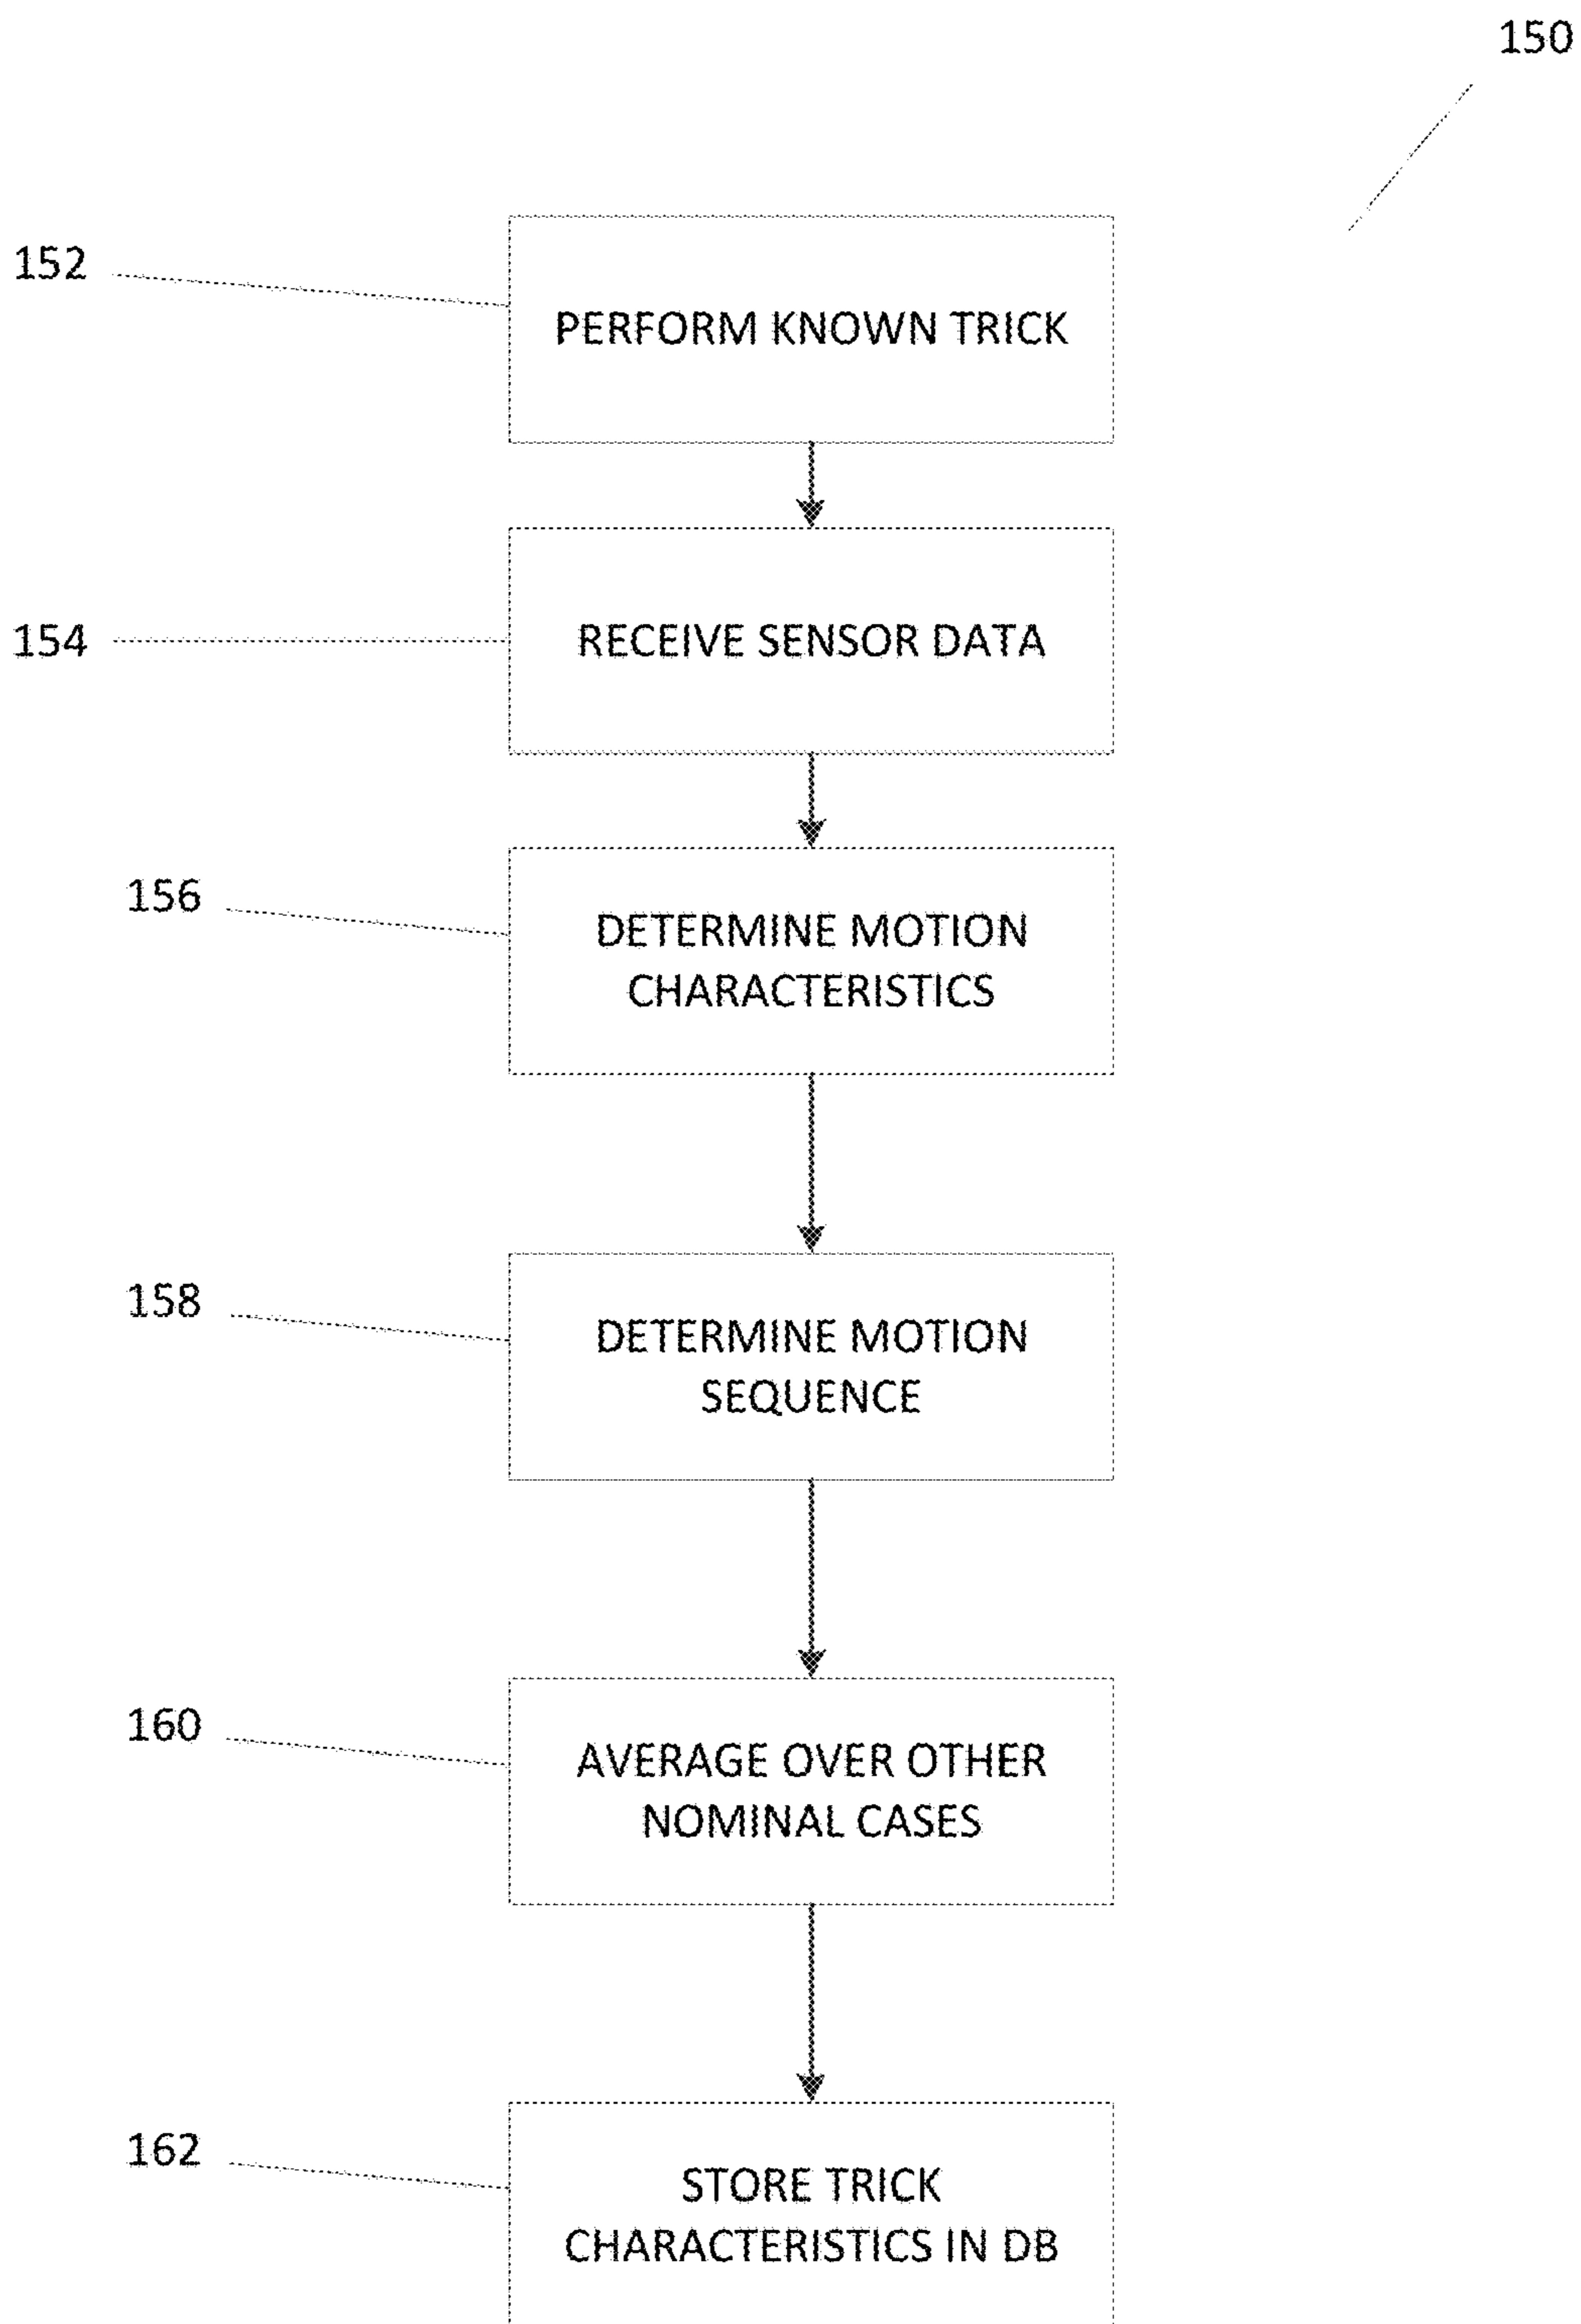 150
152
PERFORM KNOWN TRICK
154
RECEIVE SENSOR DATA
156
DETERMINE MOTION
CHARACTERISTICS
158
DETERMINE MOTION
SEQUENCE
160
AVERAGE OVER OTHER
NOMINAL CASES
162
STORE TRICK
CHARACTERISTICS IN DB